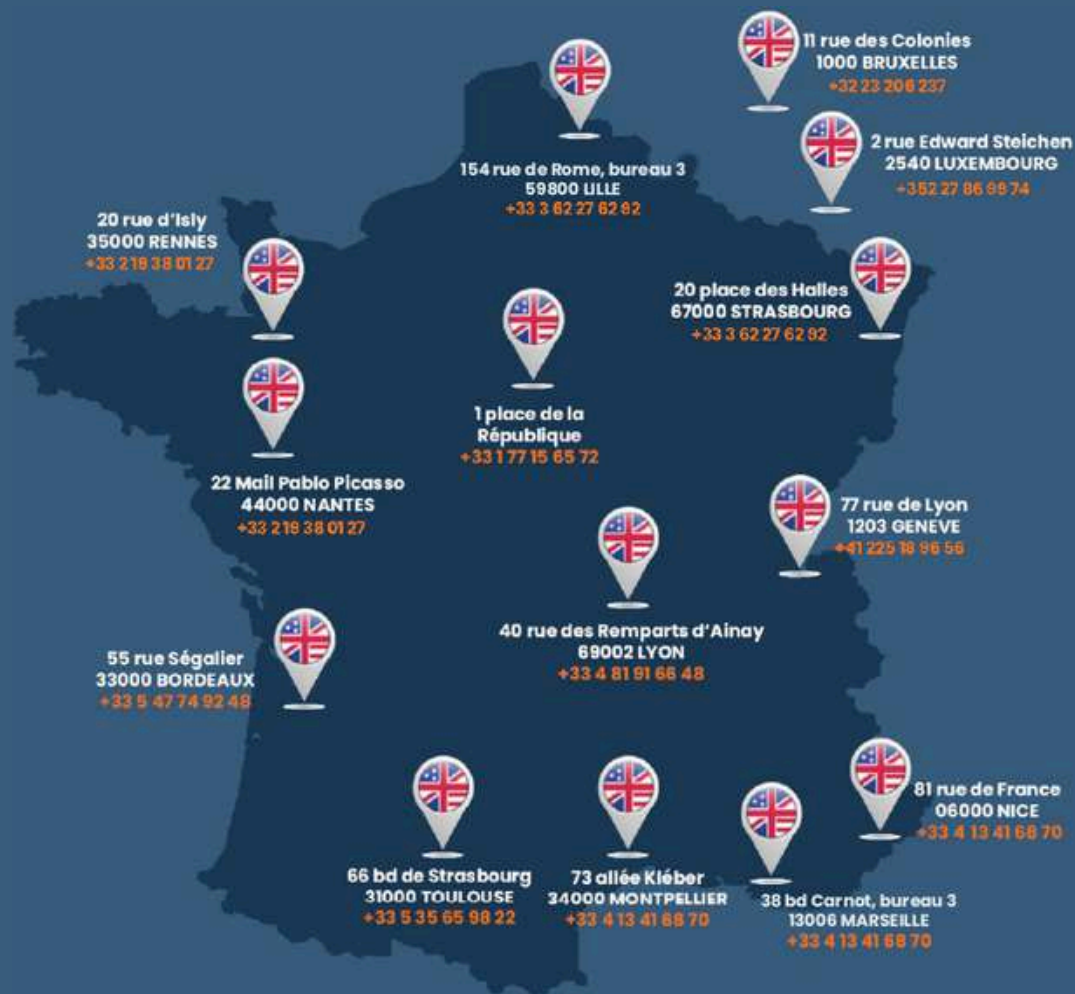 11 rue des Colonies
1000 BRUXELLES
+32 23 206 237
2 rue Edward Steichen
2540 LUXEMBOURG
+352 27 86 99 74
154 rue de Rome, bureau 3
59800 LILLE
+33 3 62 27 62 92
20 rue d'Isly
35000 RENNES
+33 2 19 38 01 27
20 place des Halles
67000 STRASBOURG
+33 3 62 27 62 92
1 place de la
République
+33 1 77 15 65 72
22 Mail Pablo Picasso
44000 NANTES
+33 2 19 38 01 27
77 rue de Lyon
1203 GENEVE
+41 225 18 96 56
40 rue des Remparts d'Ainay
69002 LYON
+33 4 81 91 66 48
55 rue Ségalier
33000 BORDEAUX
+33 5 47 74 92 48
81 rue de France
06000 NICE
+33 4 13 41 68 70
66 bd de Strasbourg
31000 TOULOUSE
+33 5 35 65 98 22
73 allée Kléber
34000 MONTPELLIER
+33 4 13 41 68 70
38 bd Carnot, bureau 3
13006 MARSEILLE
+33 4 13 41 68 70